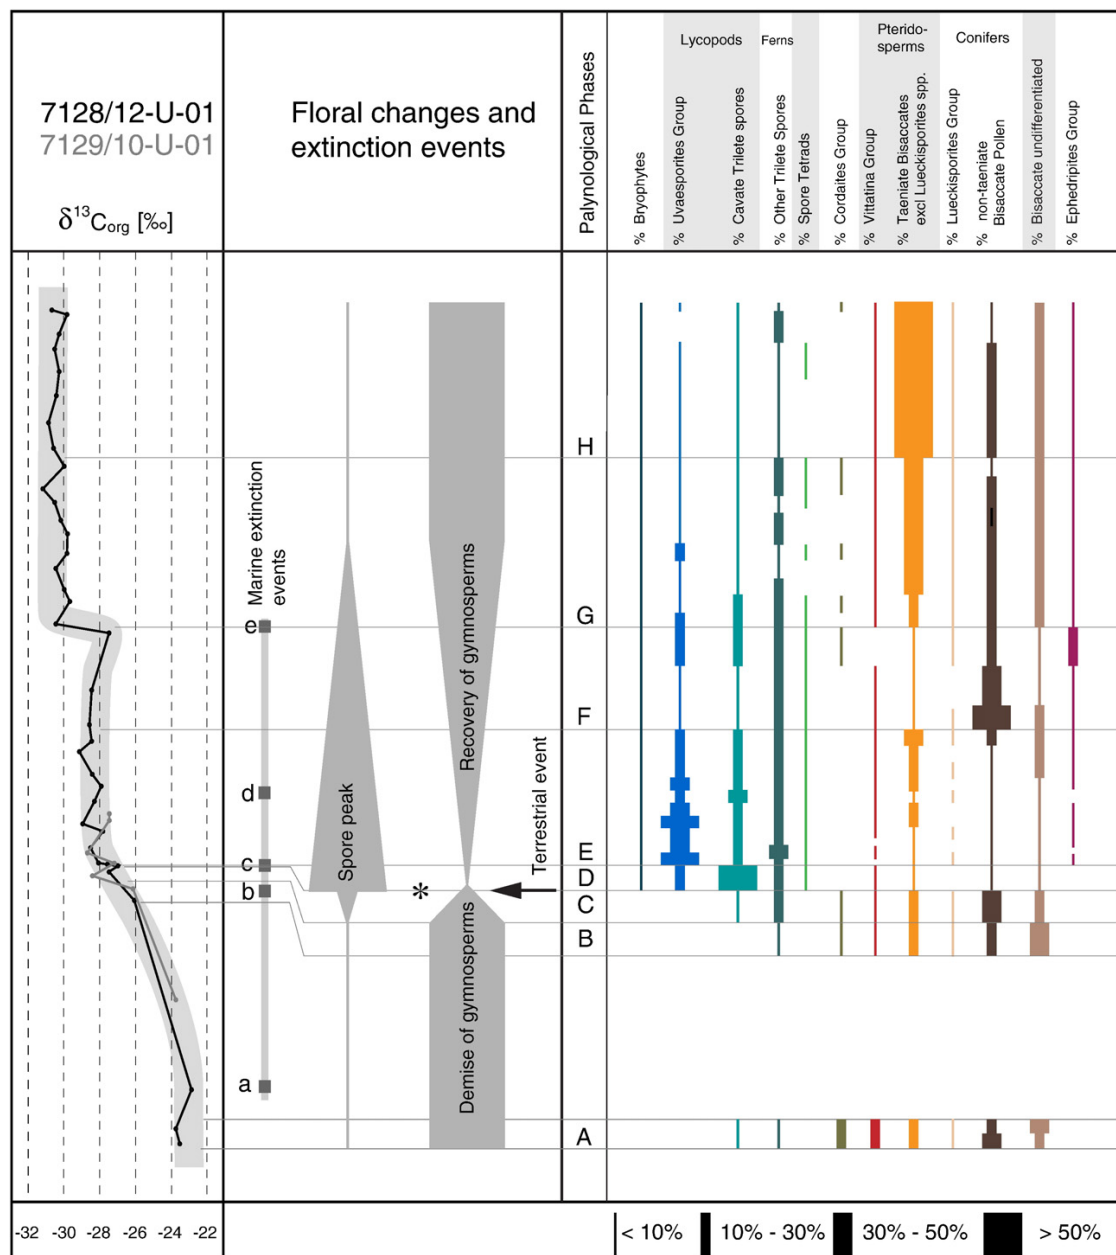 7128/12-U-01
7129/10-U-01
δ13Corg [‰]
Floral changes and
extinction events
Palynological Phases
Lycopods
Ferns
Pterido-
sperms
Conifers
% Bryophytes
% Uvaesporites Group
% Cavate Trilete spores
% Other Trilete Spores
% Spore Tetrads
% Cordaites Group
% Vittatina Group
% Taeniate Bisaccates
excl Lueckisporites spp.
% Lueckisporites Group
% non-taeniate
Bisaccate Pollen
% Bisaccate undifferentiated
% Ephedripites Group
Marine extinction
events
e
d
c
b
a
Spore peak
*
Recovery of gymnosperms
Demise of gymnosperms
Terrestrial event
H
G
F
E
D
C
B
A
-32 -30 -28 -26 -24 -22
< 10% 10% - 30% 30% - 50% > 50%